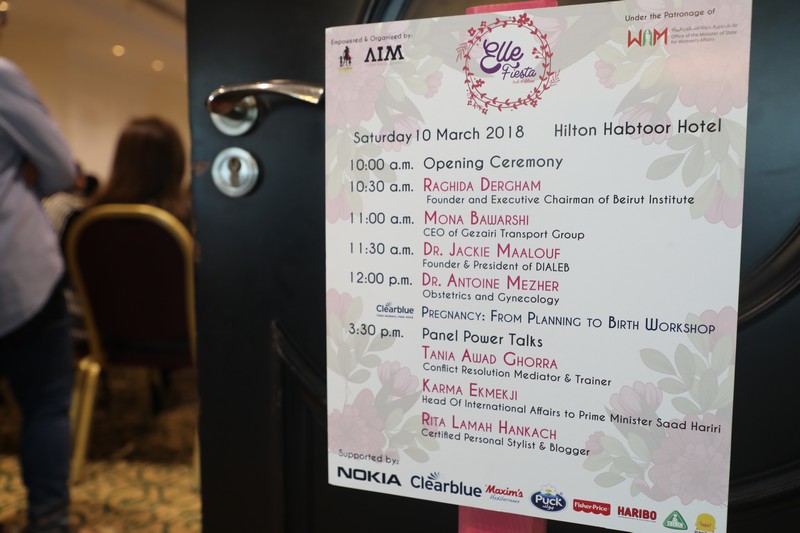 Empowered & Organised by:
AIM
Elle
Fiesta
Under the Patronage of
WAM
Office of the Minister of State
for Women's Affairs
Saturday 10 March 2018 Hilton Habtoor Hotel
10:00 a.m. Opening Ceremony
10:30 a.m. RAGHIDA DERGHAM
Founder and Executive Chairman of Beirut Institute
11:00 a.m. MONA BAWARSHI
CEO of Gezairi Transport Group
11:30 a.m. DR. JACKIE MAALOUF
Founder & President of DIALEB
12:00 p.m. DR. ANTOINE MEZHER
Obstetrics and Gynecology
Clearblue PREGNANCY: FROM PLANNING TO BIRTH WORKSHOP
3:30 p.m. Panel Power Talks
TANIA AWAD GHORRA
Conflict Resolution Mediator & Trainer
KARMA EKMEKJI
Head Of International Affairs to Prime Minister Saad Hariri
RITA LAMAH HANKACH
Certified Personal Stylist & Blogger
Supported by:
NOKIA Clearblue Maxim's Puck Fisher-Price HARIBO